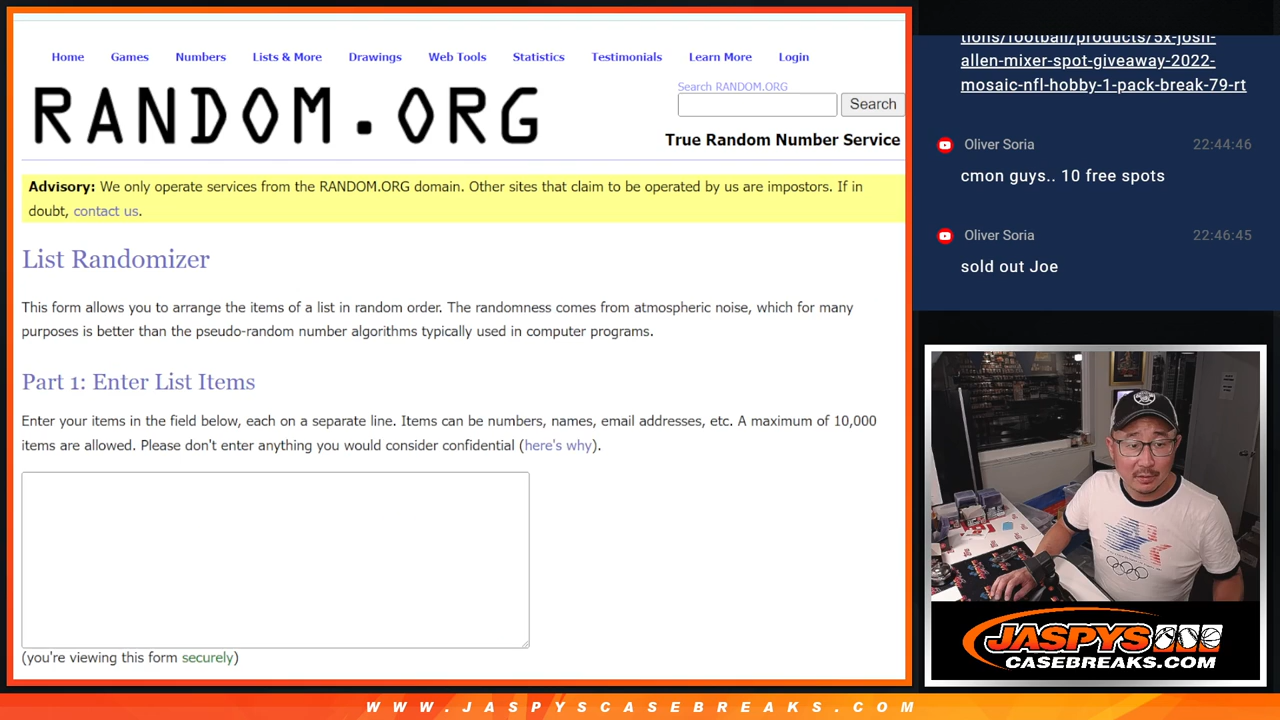 Home Games Numbers Lists & More Drawings Web Tools Statistics Testimonials Learn More Login
RANDOM.ORG
Search RANDOM.ORG
Search
True Random Number Service
Advisory: We only operate services from the RANDOM.ORG domain. Other sites that claim to be operated by us are impostors. If in
doubt, contact us.
List Randomizer
This form allows you to arrange the items of a list in random order. The randomness comes from atmospheric noise, which for many
purposes is better than the pseudo-random number algorithms typically used in computer programs.
Part 1: Enter List Items
Enter your items in the field below, each on a separate line. Items can be numbers, names, email addresses, etc. A maximum of 10,000
items are allowed. Please don't enter anything you would consider confidential (here's why).
(you're viewing this form securely)
tions/football/products/5x-josh-
allen-mixer-spot-giveaway-2022-
mosaic-nfl-hobby-1-pack-break-79-rt
Oliver Soria 22:44:46
cmon guys.. 10 free spots
Oliver Soria 22:46:45
sold out Joe
JASPYS
CASEBREAKS.COM
WWW.JASPYSCASEBREAKS.COM